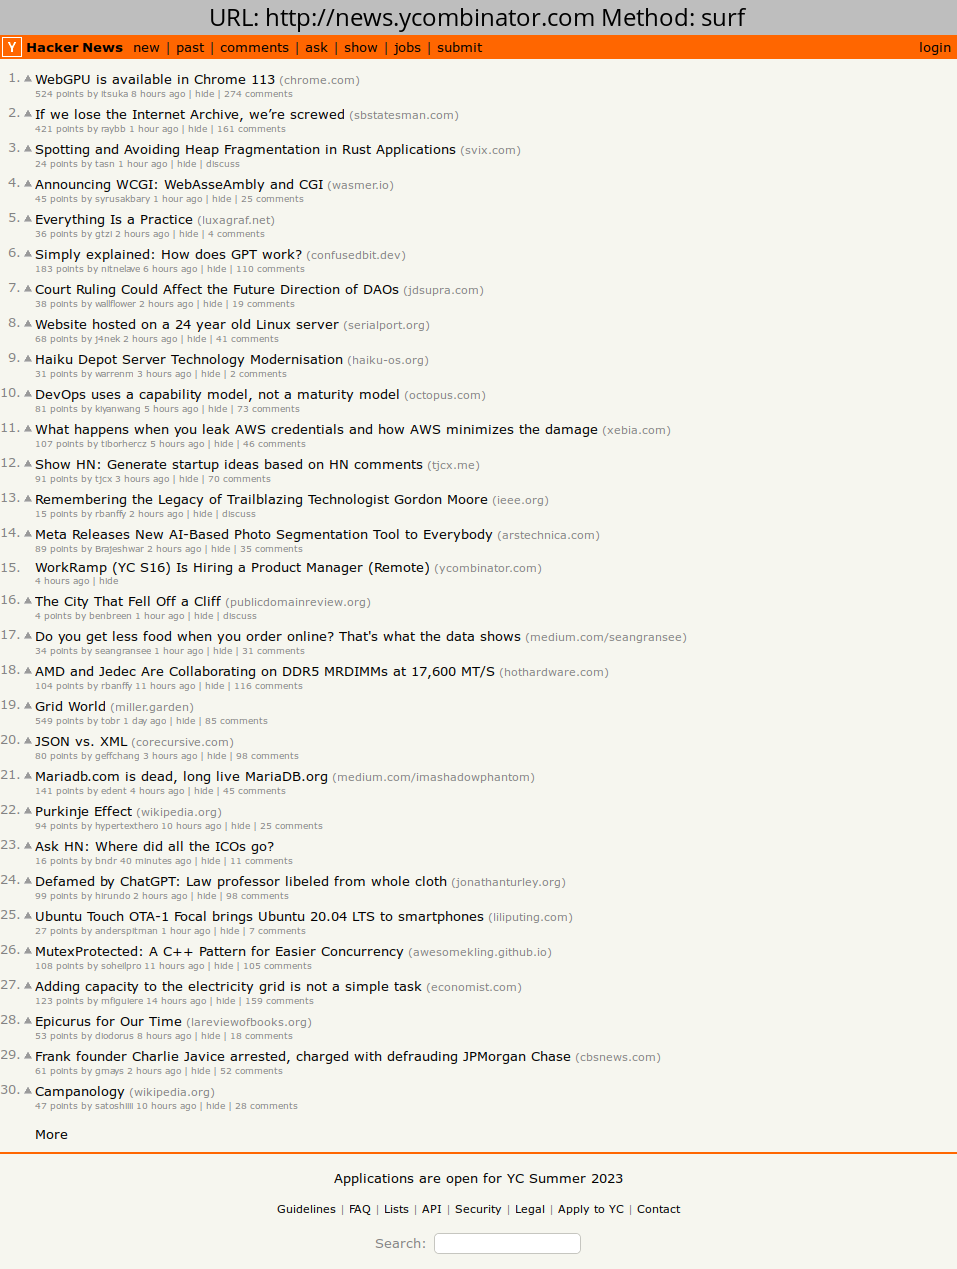 URL: http://news.ycombinator.com Method: surf
Y Hacker News new | past | comments | ask | show | jobs | submit login
1. WebGPU is available in Chrome 113 (chrome.com)
524 points by itsuka 8 hours ago | hide | 274 comments
2. If we lose the Internet Archive, we’re screwed (sbstatesman.com)
421 points by raybb 1 hour ago | hide | 161 comments
3. Spotting and Avoiding Heap Fragmentation in Rust Applications (svix.com)
24 points by tasn 1 hour ago | hide | discuss
4. Announcing WCGI: WebAsseAmbly and CGI (wasmer.io)
45 points by syrusakbary 1 hour ago | hide | 25 comments
5. Everything Is a Practice (luxagraf.net)
36 points by gtzi 2 hours ago | hide | 4 comments
6. Simply explained: How does GPT work? (confusedbit.dev)
183 points by nitnelave 6 hours ago | hide | 110 comments
7. Court Ruling Could Affect the Future Direction of DAOs (jdsupra.com)
38 points by wallflower 2 hours ago | hide | 19 comments
8. Website hosted on a 24 year old Linux server (serialport.org)
68 points by j4nek 2 hours ago | hide | 41 comments
9. Haiku Depot Server Technology Modernisation (haiku-os.org)
31 points by warrenm 3 hours ago | hide | 2 comments
10. DevOps uses a capability model, not a maturity model (octopus.com)
81 points by kiyanwang 5 hours ago | hide | 73 comments
11. What happens when you leak AWS credentials and how AWS minimizes the damage (xebia.com)
107 points by tiborhercz 5 hours ago | hide | 46 comments
12. Show HN: Generate startup ideas based on HN comments (tjcx.me)
91 points by tjcx 3 hours ago | hide | 70 comments
13. Remembering the Legacy of Trailblazing Technologist Gordon Moore (ieee.org)
15 points by rbanffy 2 hours ago | hide | discuss
14. Meta Releases New AI-Based Photo Segmentation Tool to Everybody (arstechnica.com)
89 points by Brajeshwar 2 hours ago | hide | 35 comments
15. WorkRamp (YC S16) Is Hiring a Product Manager (Remote) (ycombinator.com)
4 hours ago | hide
16. The City That Fell Off a Cliff (publicdomainreview.org)
4 points by benbreen 1 hour ago | hide | discuss
17. Do you get less food when you order online? That's what the data shows (medium.com/seangransee)
34 points by seangransee 1 hour ago | hide | 31 comments
18. AMD and Jedec Are Collaborating on DDR5 MRDIMMs at 17,600 MT/S (hothardware.com)
104 points by rbanffy 11 hours ago | hide | 116 comments
19. Grid World (miller.garden)
549 points by tobr 1 day ago | hide | 85 comments
20. JSON vs. XML (corecursive.com)
80 points by geffchang 3 hours ago | hide | 98 comments
21. Mariadb.com is dead, long live MariaDB.org (medium.com/imashadowphantom)
141 points by edent 4 hours ago | hide | 45 comments
22. Purkinje Effect (wikipedia.org)
94 points by hypertexthero 10 hours ago | hide | 25 comments
23. Ask HN: Where did all the ICOs go?
16 points by bndr 40 minutes ago | hide | 11 comments
24. Defamed by ChatGPT: Law professor libeled from whole cloth (jonathanturley.org)
99 points by hirundo 2 hours ago | hide | 98 comments
25. Ubuntu Touch OTA-1 Focal brings Ubuntu 20.04 LTS to smartphones (liliputing.com)
27 points by anderspitman 1 hour ago | hide | 7 comments
26. MutexProtected: A C++ Pattern for Easier Concurrency (awesomekling.github.io)
108 points by soheilpro 11 hours ago | hide | 105 comments
27. Adding capacity to the electricity grid is not a simple task (economist.com)
123 points by mfiguiere 14 hours ago | hide | 159 comments
28. Epicurus for Our Time (lareviewofbooks.org)
53 points by diodorus 8 hours ago | hide | 18 comments
29. Frank founder Charlie Javice arrested, charged with defrauding JPMorgan Chase (cbsnews.com)
61 points by gmays 2 hours ago | hide | 52 comments
30. Campanology (wikipedia.org)
47 points by satoshiiii 10 hours ago | hide | 28 comments
More
Applications are open for YC Summer 2023
Guidelines | FAQ | Lists | API | Security | Legal | Apply to YC | Contact
Search: